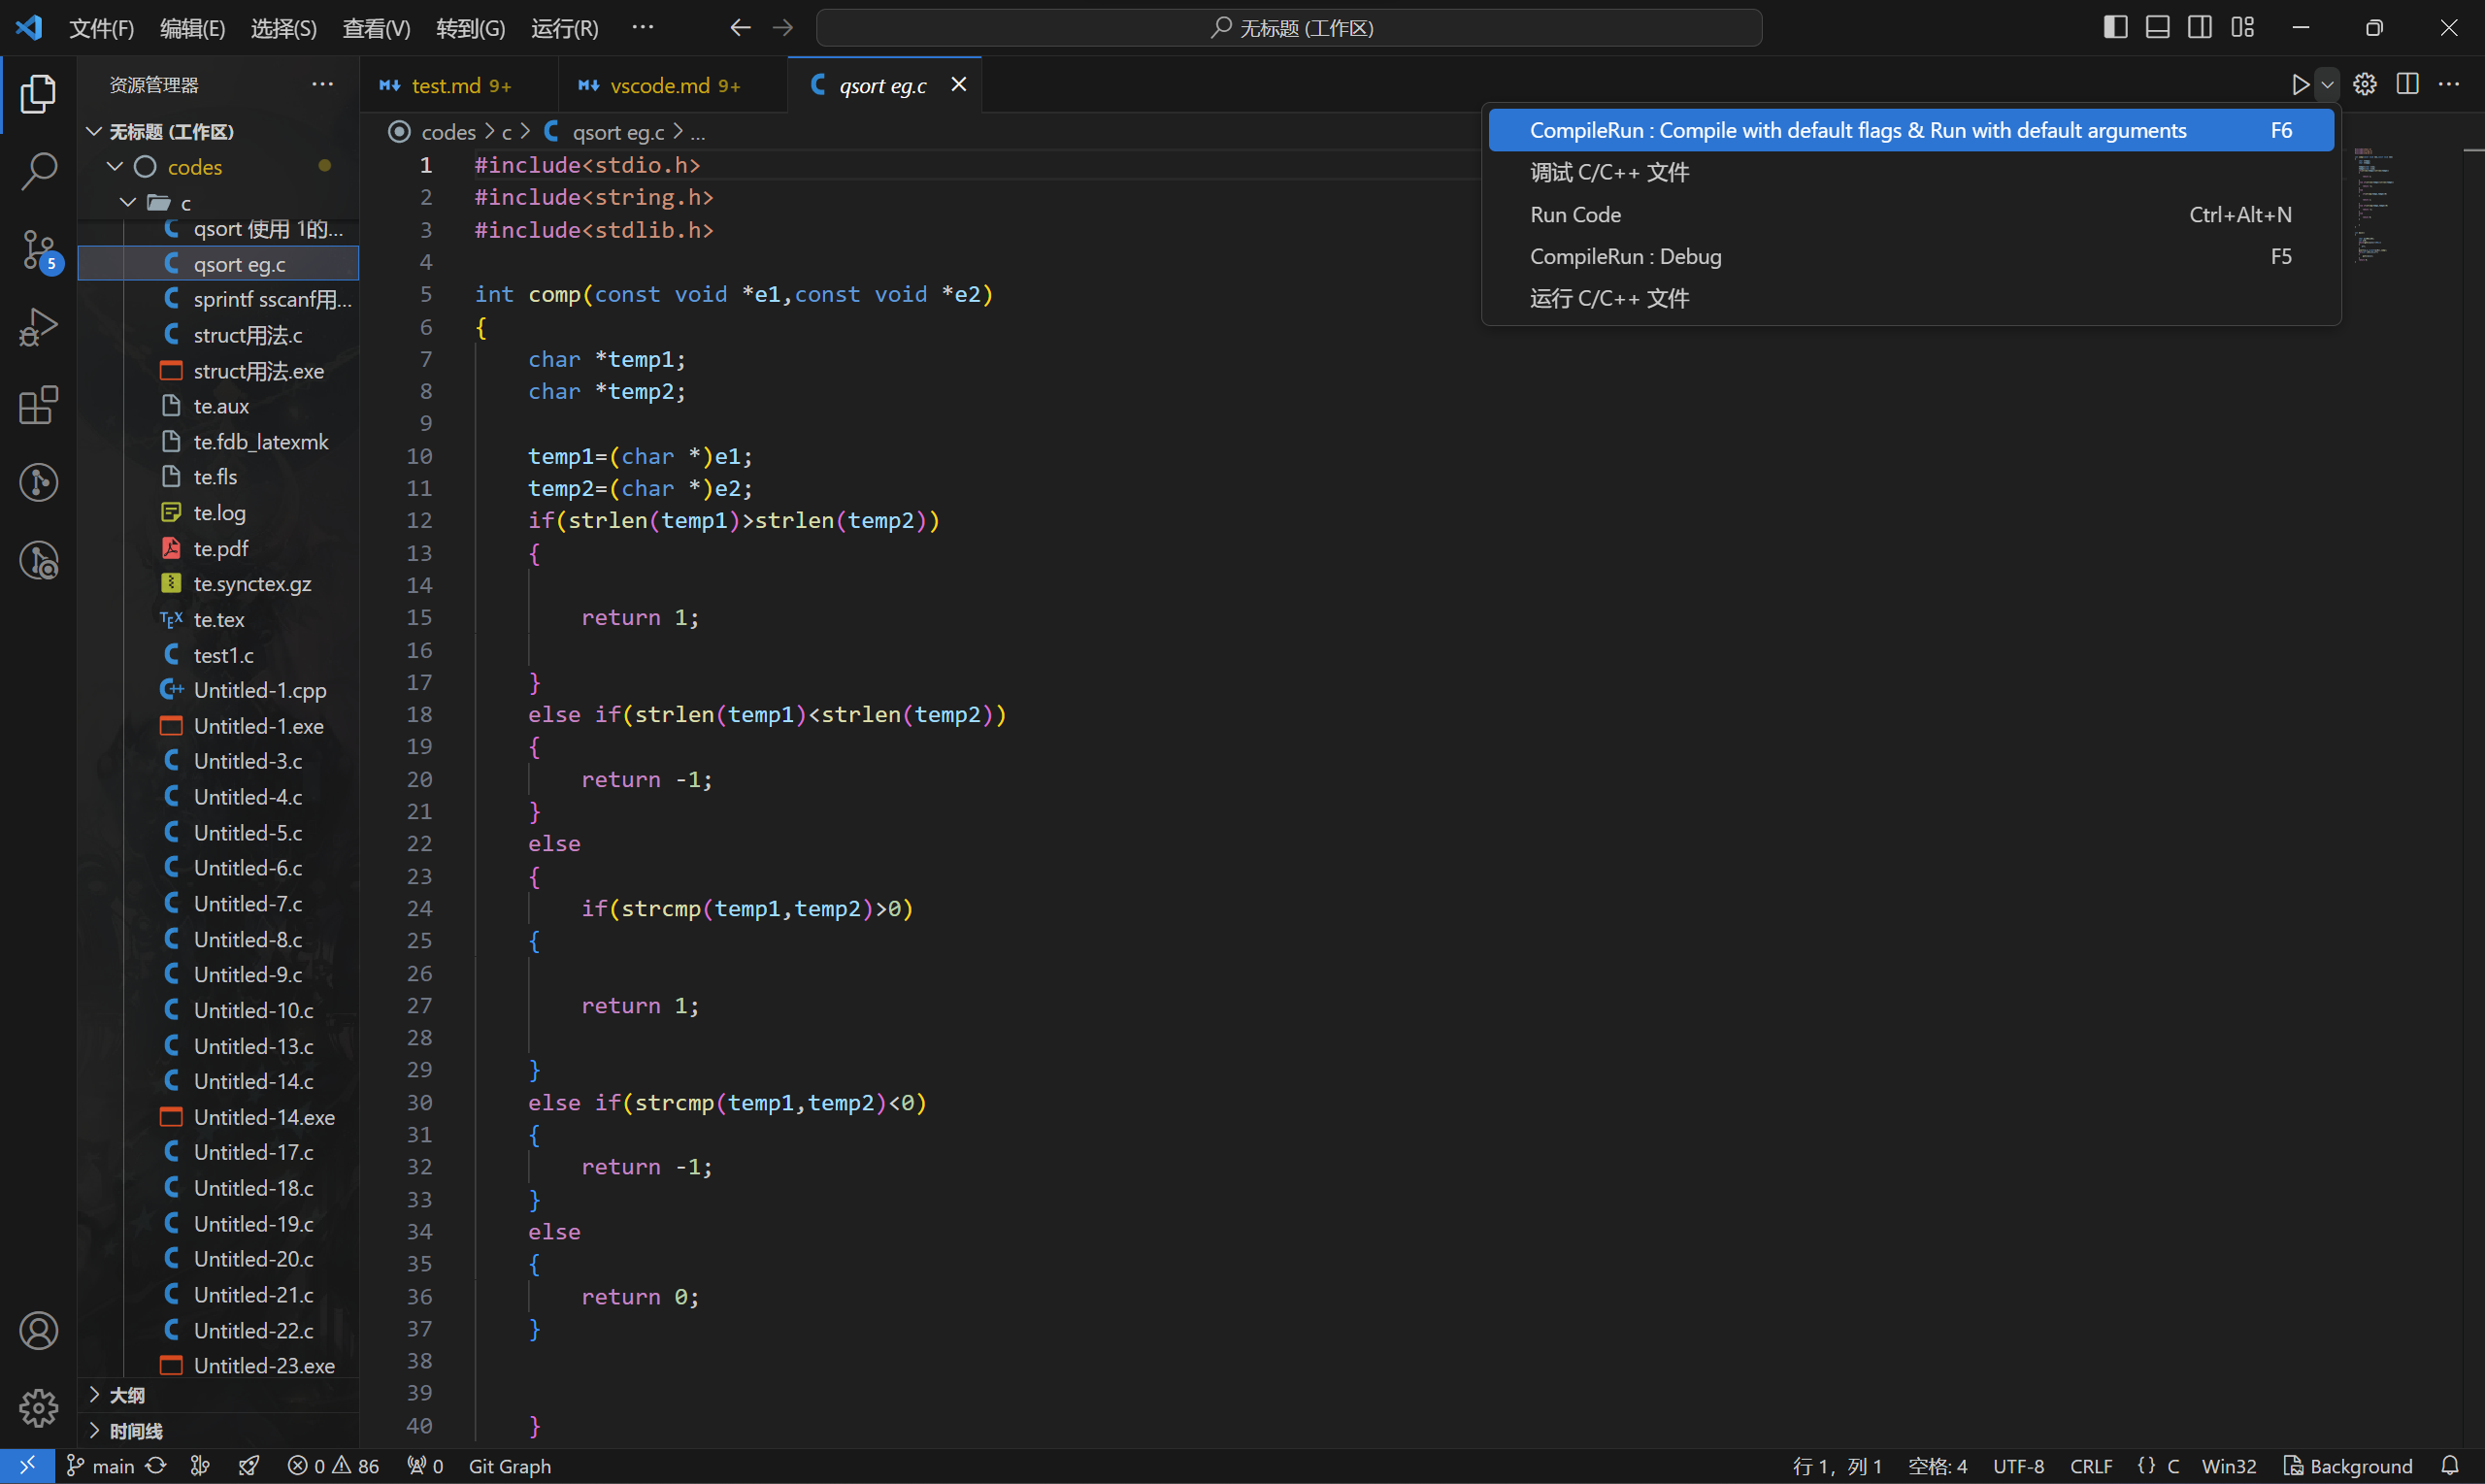 文件(F) 编辑(E) 选择(S) 查看(V) 转到(G) 运行(R) ··· 无标题 (工作区)
资源管理器
test.md 9+ vscode.md 9+ qsort eg.c
codes > c > qsort eg.c > ...
无标题 (工作区)
codes
c
qsort 使用 1的...
qsort eg.c
sprintf sscanf用...
struct用法.c
struct用法.exe
te.aux
te.fdb_latexmk
te.fls
te.log
te.pdf
te.synctex.gz
te.tex
test1.c
Untitled-1.cpp
Untitled-1.exe
Untitled-3.c
Untitled-4.c
Untitled-5.c
Untitled-6.c
Untitled-7.c
Untitled-8.c
Untitled-9.c
Untitled-10.c
Untitled-13.c
Untitled-14.c
Untitled-14.exe
Untitled-17.c
Untitled-18.c
Untitled-19.c
Untitled-20.c
Untitled-21.c
Untitled-22.c
Untitled-23.exe
大纲
时间线
5
CompileRun : Compile with default flags & Run with default arguments F6
调试 C/C++ 文件
Run Code Ctrl+Alt+N
CompileRun : Debug F5
运行 C/C++ 文件
1 #include<stdio.h>
2 #include<string.h>
3 #include<stdlib.h>
4
5 int comp(const void *e1,const void *e2)
6 {
7     char *temp1;
8     char *temp2;
9
10     temp1=(char *)e1;
11     temp2=(char *)e2;
12     if(strlen(temp1)>strlen(temp2))
13     {
14
15         return 1;
16
17     }
18     else if(strlen(temp1)<strlen(temp2))
19     {
20         return -1;
21     }
22     else
23     {
24         if(strcmp(temp1,temp2)>0)
25     {
26
27         return 1;
28
29     }
30     else if(strcmp(temp1,temp2)<0)
31     {
32         return -1;
33     }
34     else
35     {
36         return 0;
37     }
38
39
40     }
main 0 86 0 Git Graph 行 1，列 1 空格: 4 UTF-8 CRLF {} C Win32 Background